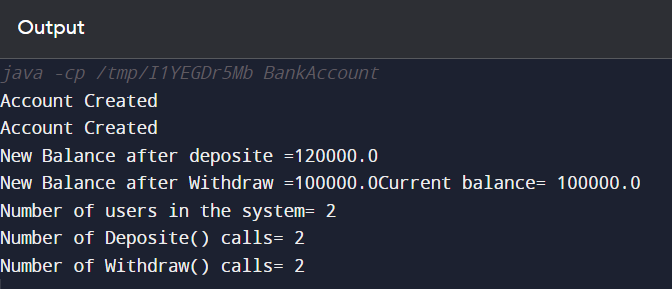 Output
java -cp /tmp/I1YEGDr5Mb BankAccount
Account Created
Account Created
New Balance after deposite =120000.0
New Balance after Withdraw =100000.0Current balance= 100000.0
Number of users in the system= 2
Number of Deposite() calls= 2
Number of Withdraw() calls= 2